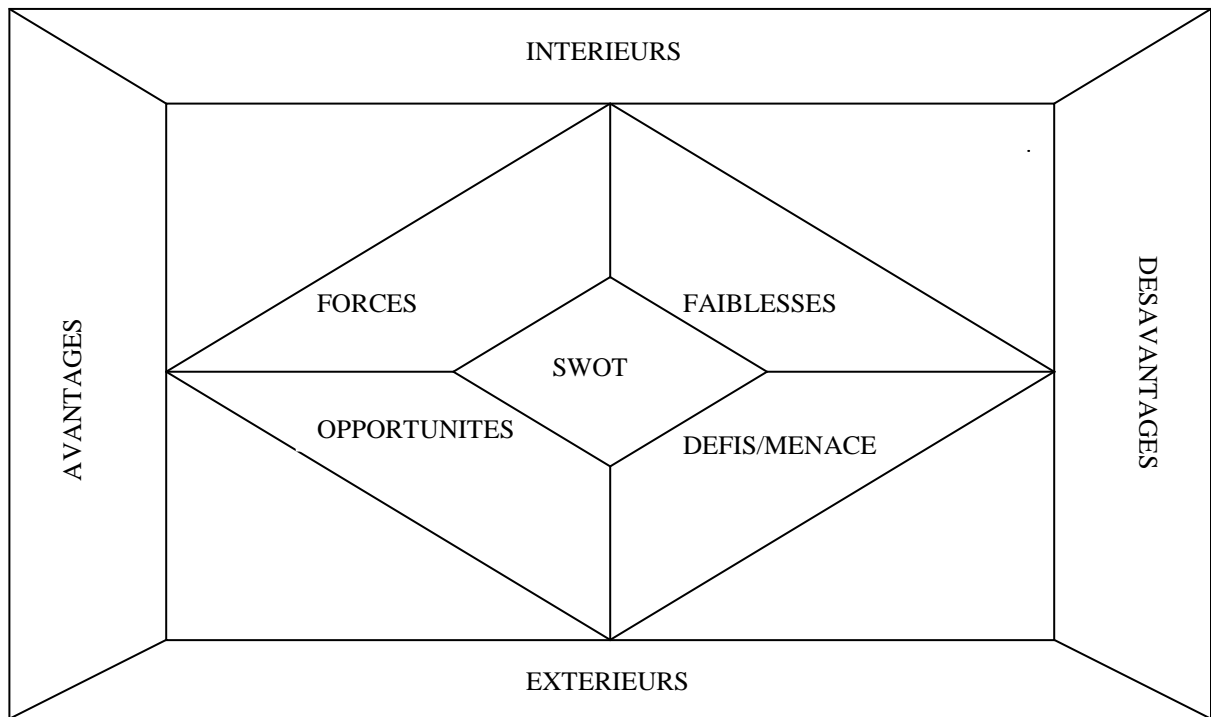 INTERIEURS
FORCES
FAIBLESSES
SWOT
AVANTAGES
DESAVANTAGES
OPPORTUNITES
DEFIS/MENACE
EXTERIEURS